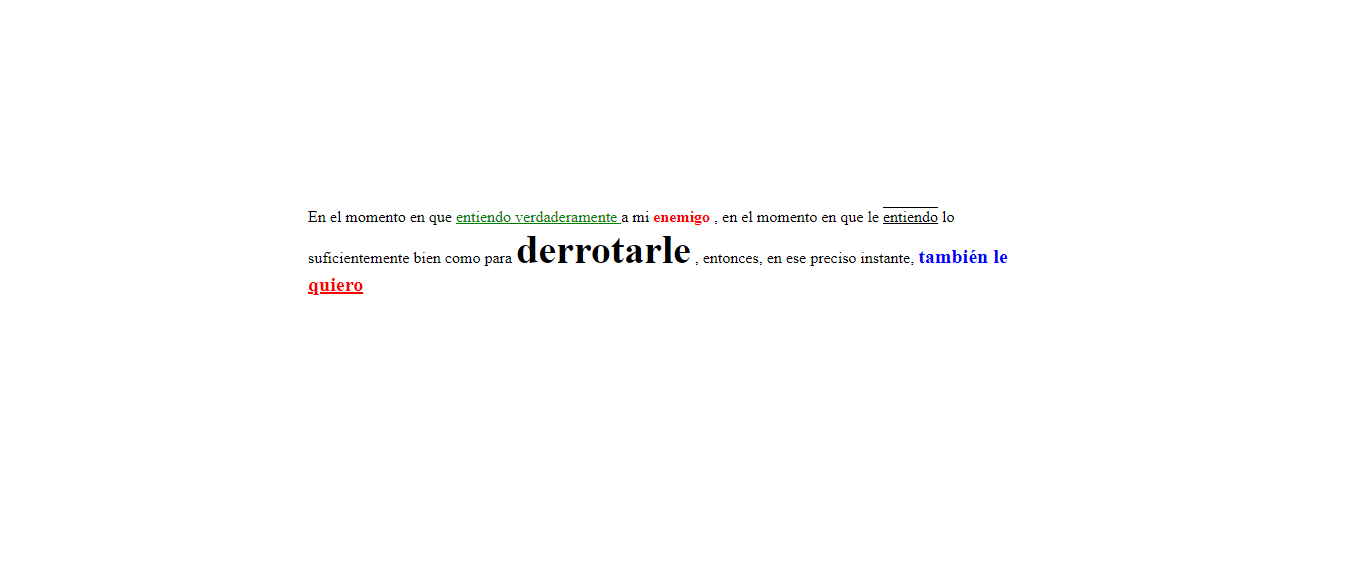 En el momento en que entiendo verdaderamente a mi enemigo , en el momento en que le entiendo lo
suficientemente bien como para derrotarle , entonces, en ese preciso instante, también le
quiero